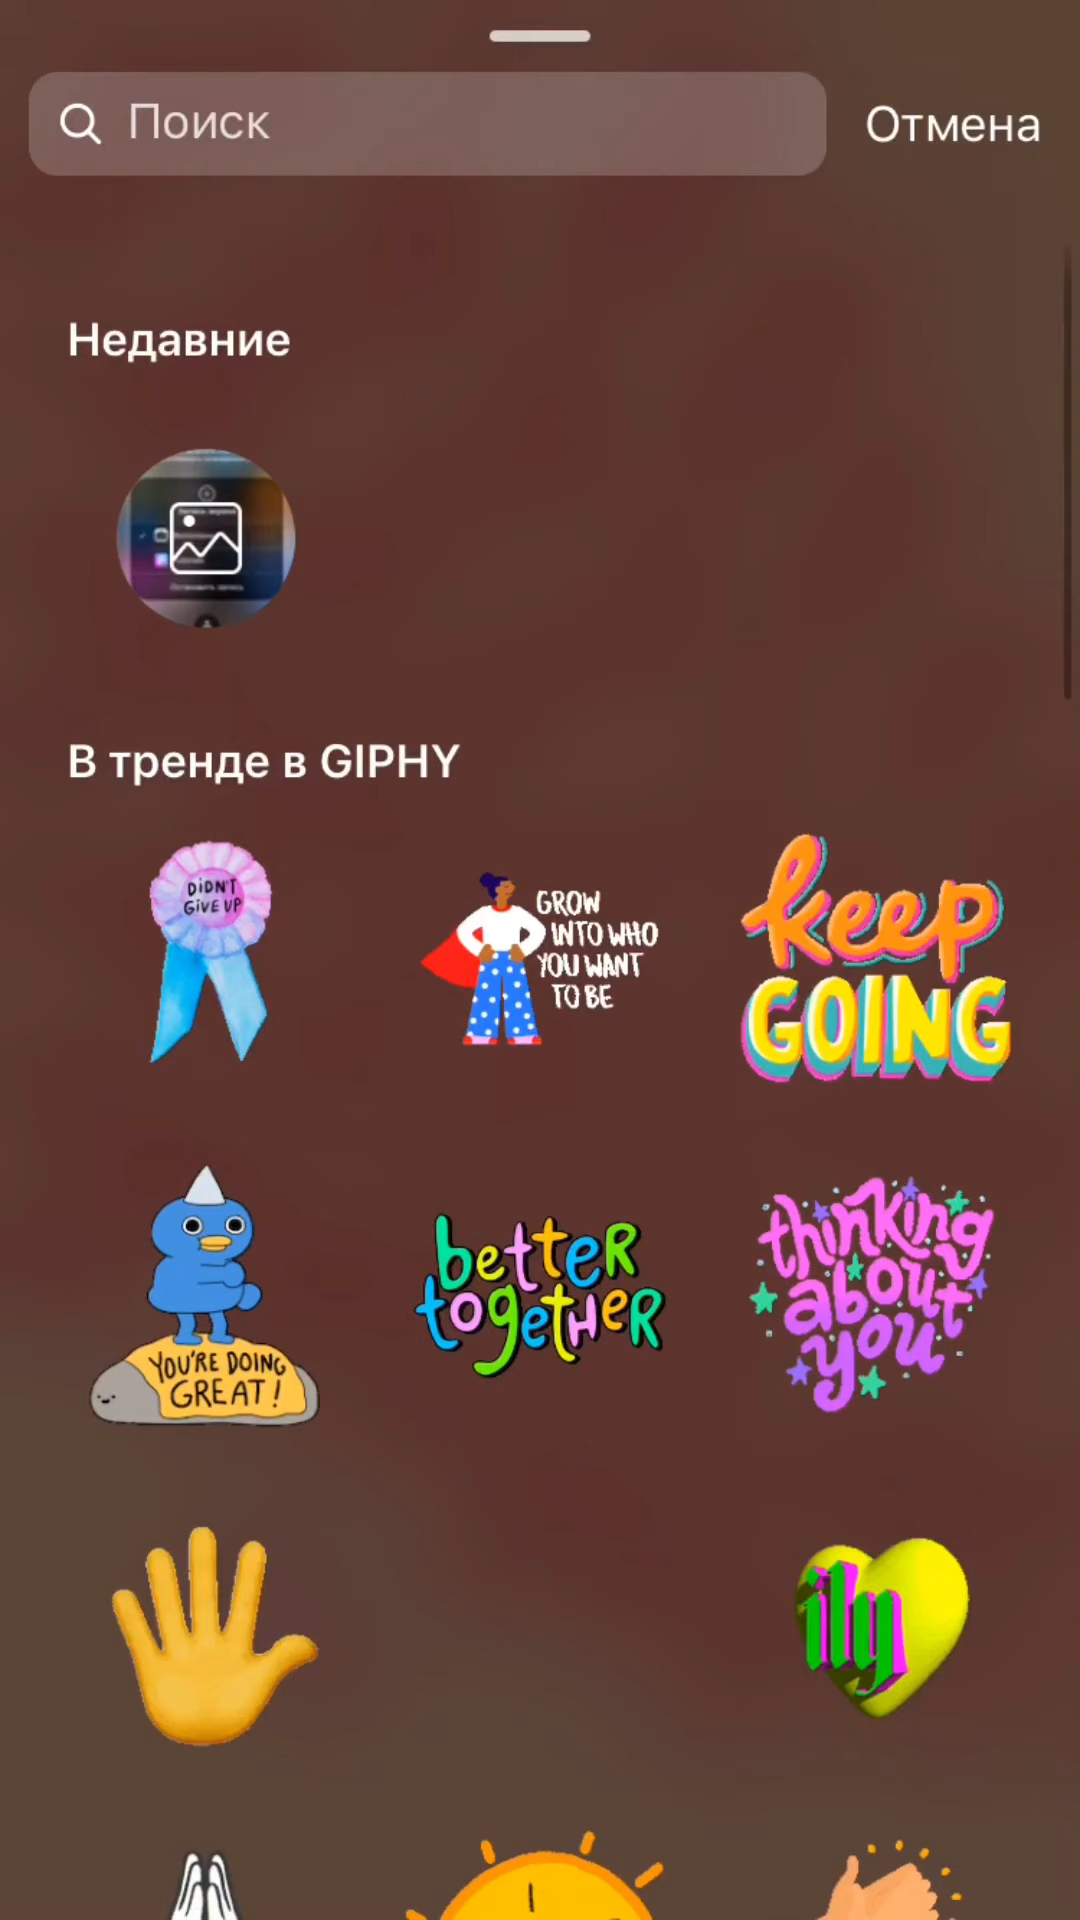 Поиск
Отмена
Недавние
В тренде в GIPHY
DIDN'T
GIVE UP
GROW
INTO WHO
YOU WANT
TO BE
keep
GOING
YOU'RE DOING
GREAT!
better
together
thinking
about
you
ily